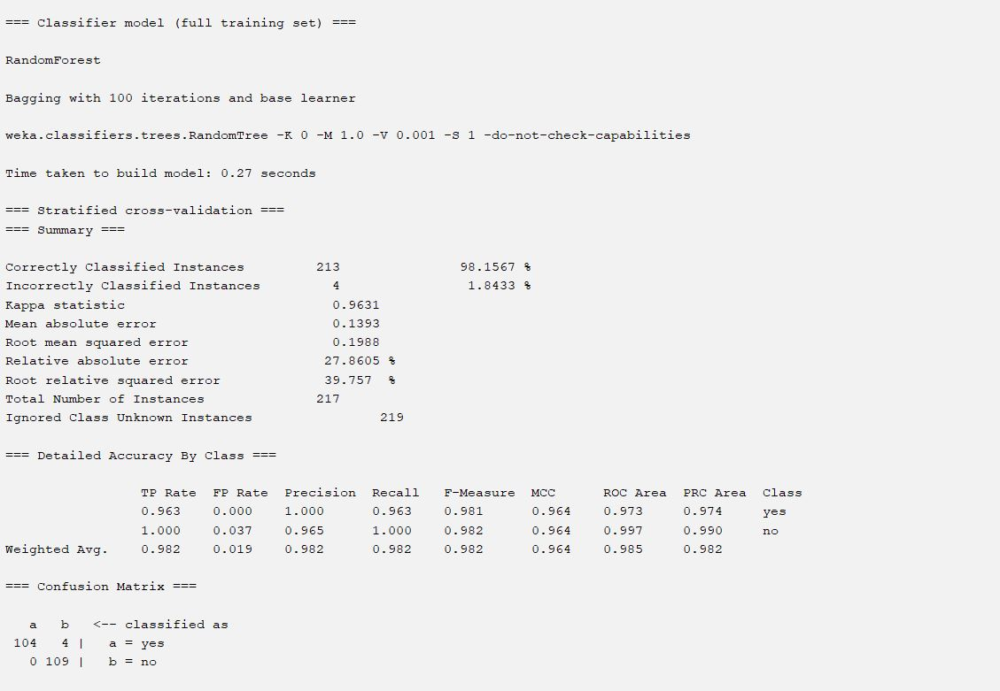 === Classifier model (full training set) ===
RandomForest
Bagging with 100 iterations and base learner
weka.classifiers.trees.RandomTree -K 0 -M 1.0 -V 0.001 -S 1 -do-not-check-capabilities
Time taken to build model: 0.27 seconds
=== Stratified cross-validation ===
=== Summary ===
Correctly Classified Instances         213               98.1567 %
Incorrectly Classified Instances         4                1.8433 %
Kappa statistic                          0.9631
Mean absolute error                      0.1393
Root mean squared error                  0.1988
Relative absolute error                 27.8605 %
Root relative squared error             39.757  %
Total Number of Instances              217
Ignored Class Unknown Instances                219
=== Detailed Accuracy By Class ===
                 TP Rate  FP Rate  Precision  Recall   F-Measure  MCC      ROC Area  PRC Area  Class
                 0.963    0.000    1.000      0.963    0.981      0.964    0.973     0.974     yes
                 1.000    0.037    0.965      1.000    0.982      0.964    0.997     0.990     no
Weighted Avg.    0.982    0.019    0.982      0.982    0.982      0.964    0.985     0.982
=== Confusion Matrix ===
   a   b   <-- classified as
 104   4 |   a = yes
   0 109 |   b = no